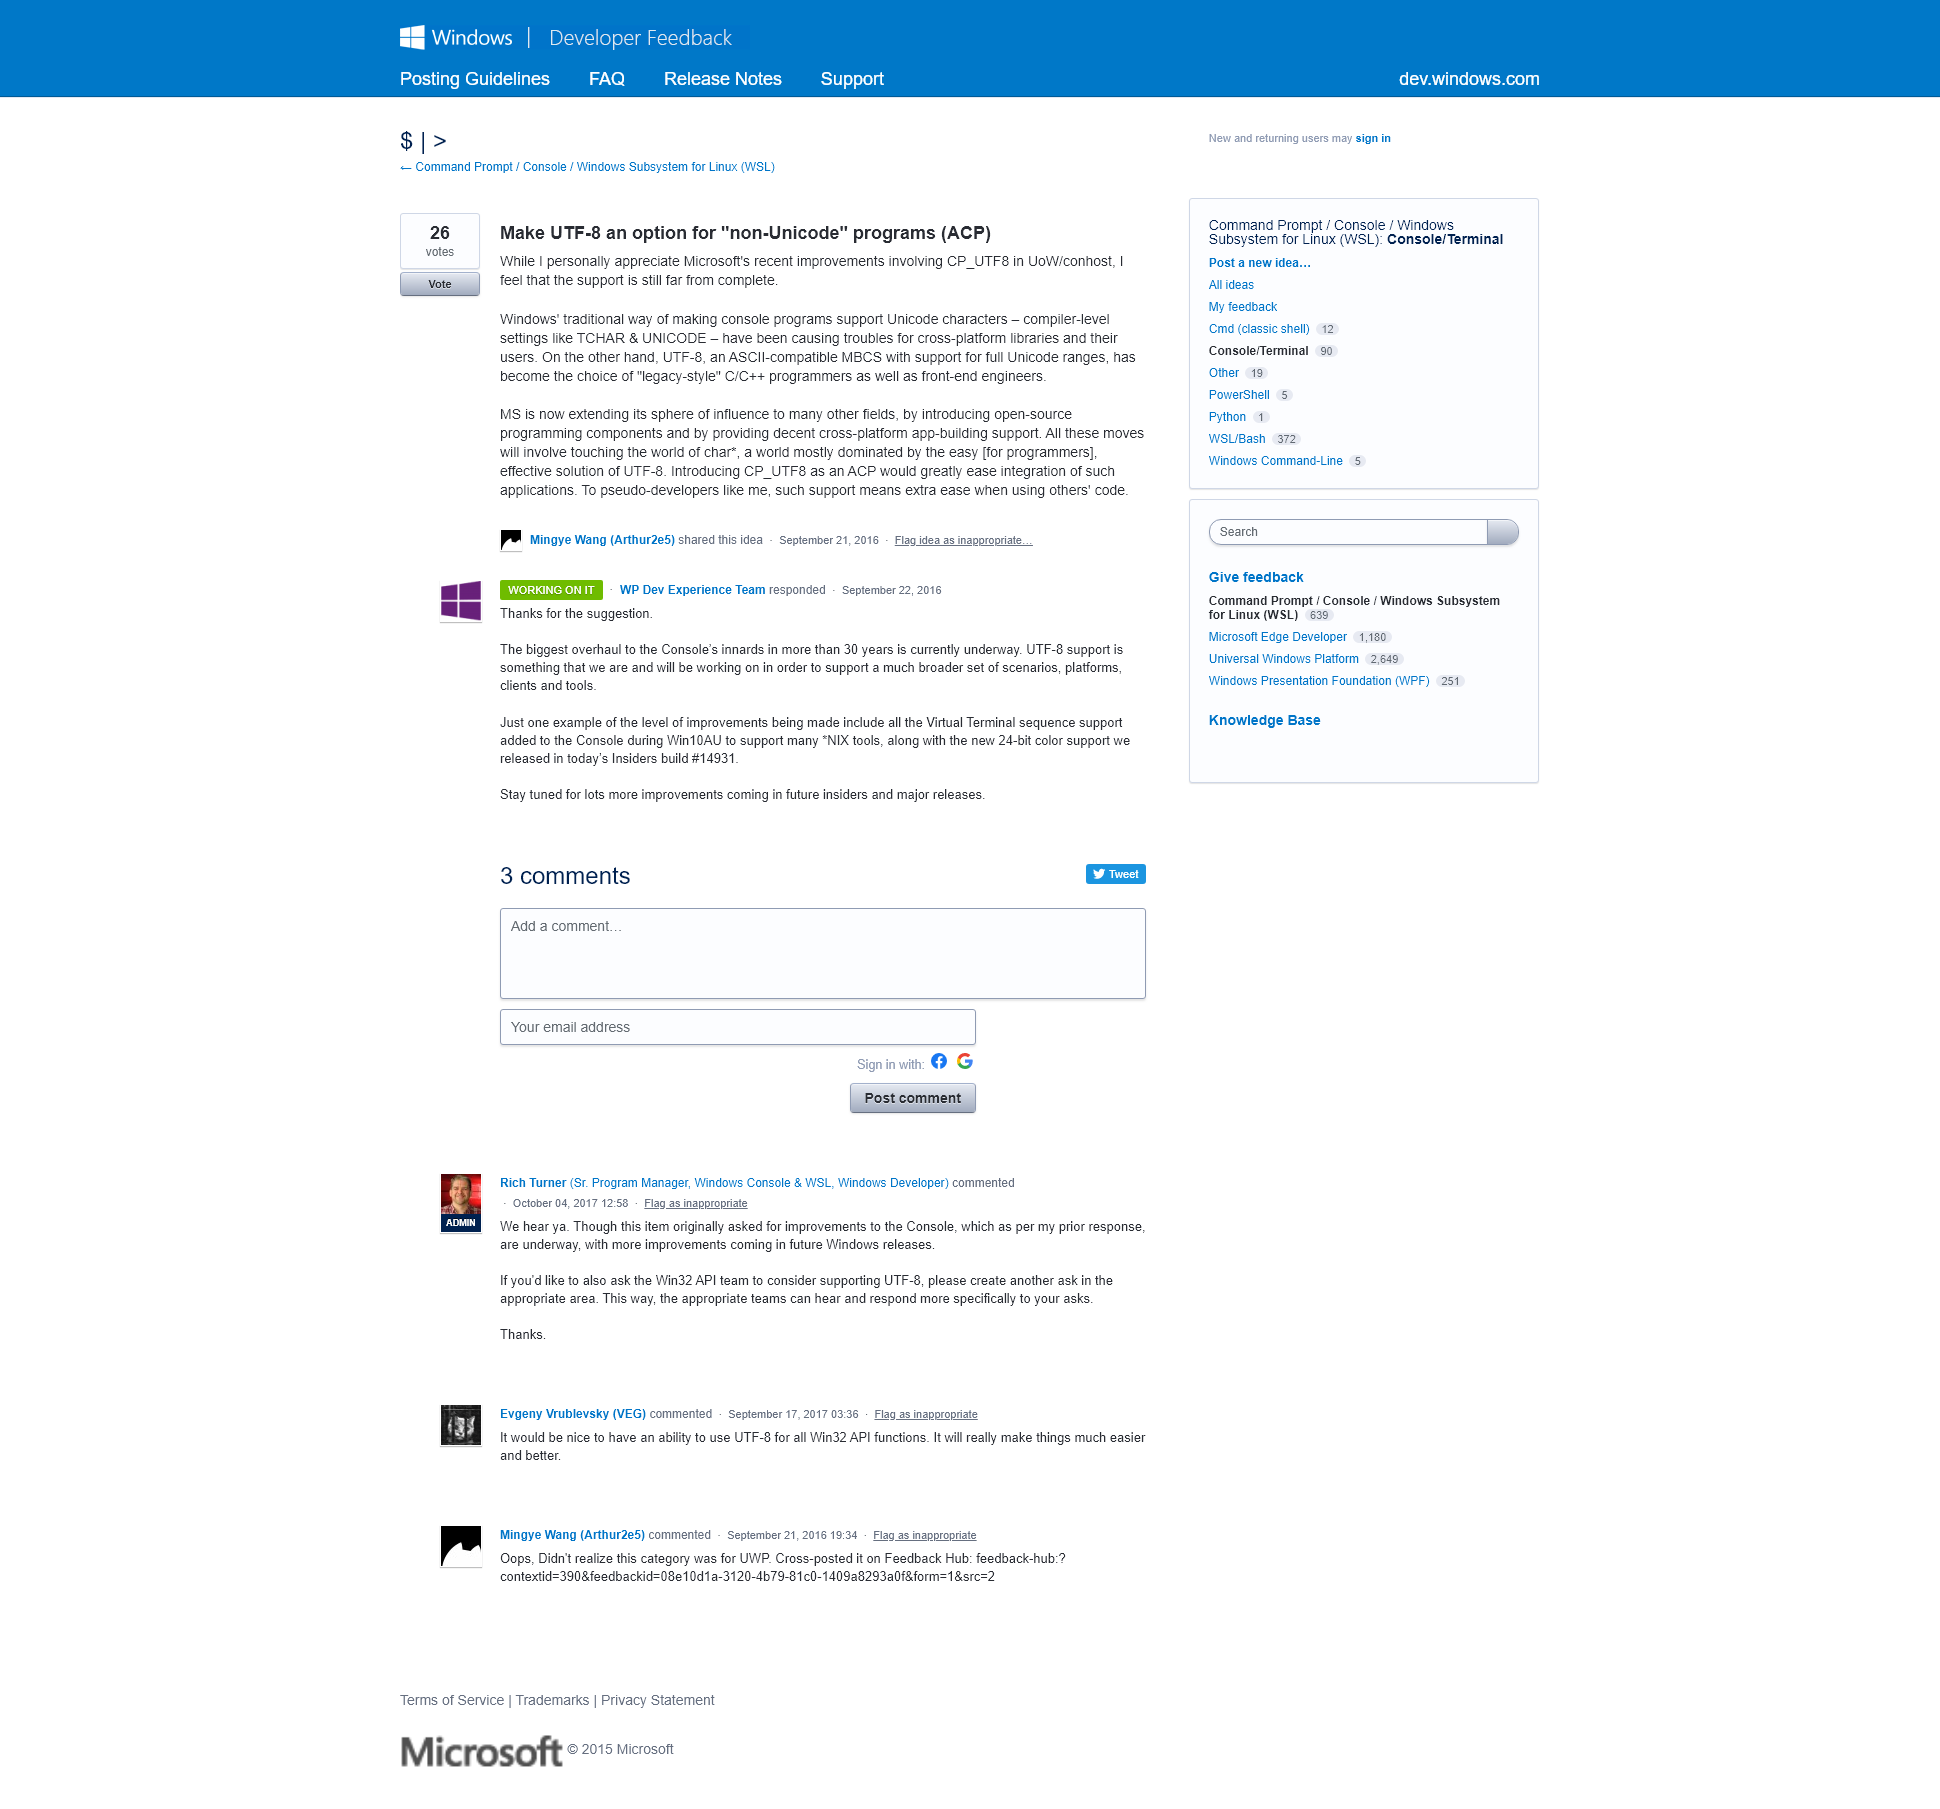 Windows | Developer Feedback
Posting Guidelines FAQ Release Notes Support dev.windows.com
$ | >
← Command Prompt / Console / Windows Subsystem for Linux (WSL)
New and returning users may sign in
26
votes
Vote
Make UTF-8 an option for "non-Unicode" programs (ACP)
While I personally appreciate Microsoft's recent improvements involving CP_UTF8 in UoW/conhost, I
feel that the support is still far from complete.
Windows' traditional way of making console programs support Unicode characters – compiler-level
settings like TCHAR & UNICODE – have been causing troubles for cross-platform libraries and their
users. On the other hand, UTF-8, an ASCII-compatible MBCS with support for full Unicode ranges, has
become the choice of "legacy-style" C/C++ programmers as well as front-end engineers.
MS is now extending its sphere of influence to many other fields, by introducing open-source
programming components and by providing decent cross-platform app-building support. All these moves
will involve touching the world of char*, a world mostly dominated by the easy [for programmers],
effective solution of UTF-8. Introducing CP_UTF8 as an ACP would greatly ease integration of such
applications. To pseudo-developers like me, such support means extra ease when using others' code.
Mingye Wang (Arthur2e5) shared this idea · September 21, 2016 · Flag idea as inappropriate…
WORKING ON IT · WP Dev Experience Team responded · September 22, 2016
Thanks for the suggestion.
The biggest overhaul to the Console’s innards in more than 30 years is currently underway. UTF-8 support is
something that we are and will be working on in order to support a much broader set of scenarios, platforms,
clients and tools.
Just one example of the level of improvements being made include all the Virtual Terminal sequence support
added to the Console during Win10AU to support many *NIX tools, along with the new 24-bit color support we
released in today’s Insiders build #14931.
Stay tuned for lots more improvements coming in future insiders and major releases.
3 comments
Tweet
Add a comment…
Your email address
Sign in with:
Post comment
Rich Turner (Sr. Program Manager, Windows Console & WSL, Windows Developer) commented
· October 04, 2017 12:58 · Flag as inappropriate
ADMIN
We hear ya. Though this item originally asked for improvements to the Console, which as per my prior response,
are underway, with more improvements coming in future Windows releases.
If you'd like to also ask the Win32 API team to consider supporting UTF-8, please create another ask in the
appropriate area. This way, the appropriate teams can hear and respond more specifically to your asks.
Thanks.
Evgeny Vrublevsky (VEG) commented · September 17, 2017 03:36 · Flag as inappropriate
It would be nice to have an ability to use UTF-8 for all Win32 API functions. It will really make things much easier
and better.
Mingye Wang (Arthur2e5) commented · September 21, 2016 19:34 · Flag as inappropriate
Oops, Didn't realize this category was for UWP. Cross-posted it on Feedback Hub: feedback-hub:?
contextid=390&feedbackid=08e10d1a-3120-4b79-81c0-1409a8293a0f&form=1&src=2
Command Prompt / Console / Windows
Subsystem for Linux (WSL): Console/Terminal
Post a new idea…
All ideas
My feedback
Cmd (classic shell) 12
Console/Terminal 90
Other 19
PowerShell 5
Python 1
WSL/Bash 372
Windows Command-Line 5
Search
Give feedback
Command Prompt / Console / Windows Subsystem
for Linux (WSL) 639
Microsoft Edge Developer 1,180
Universal Windows Platform 2,649
Windows Presentation Foundation (WPF) 251
Knowledge Base
Terms of Service | Trademarks | Privacy Statement
Microsoft © 2015 Microsoft